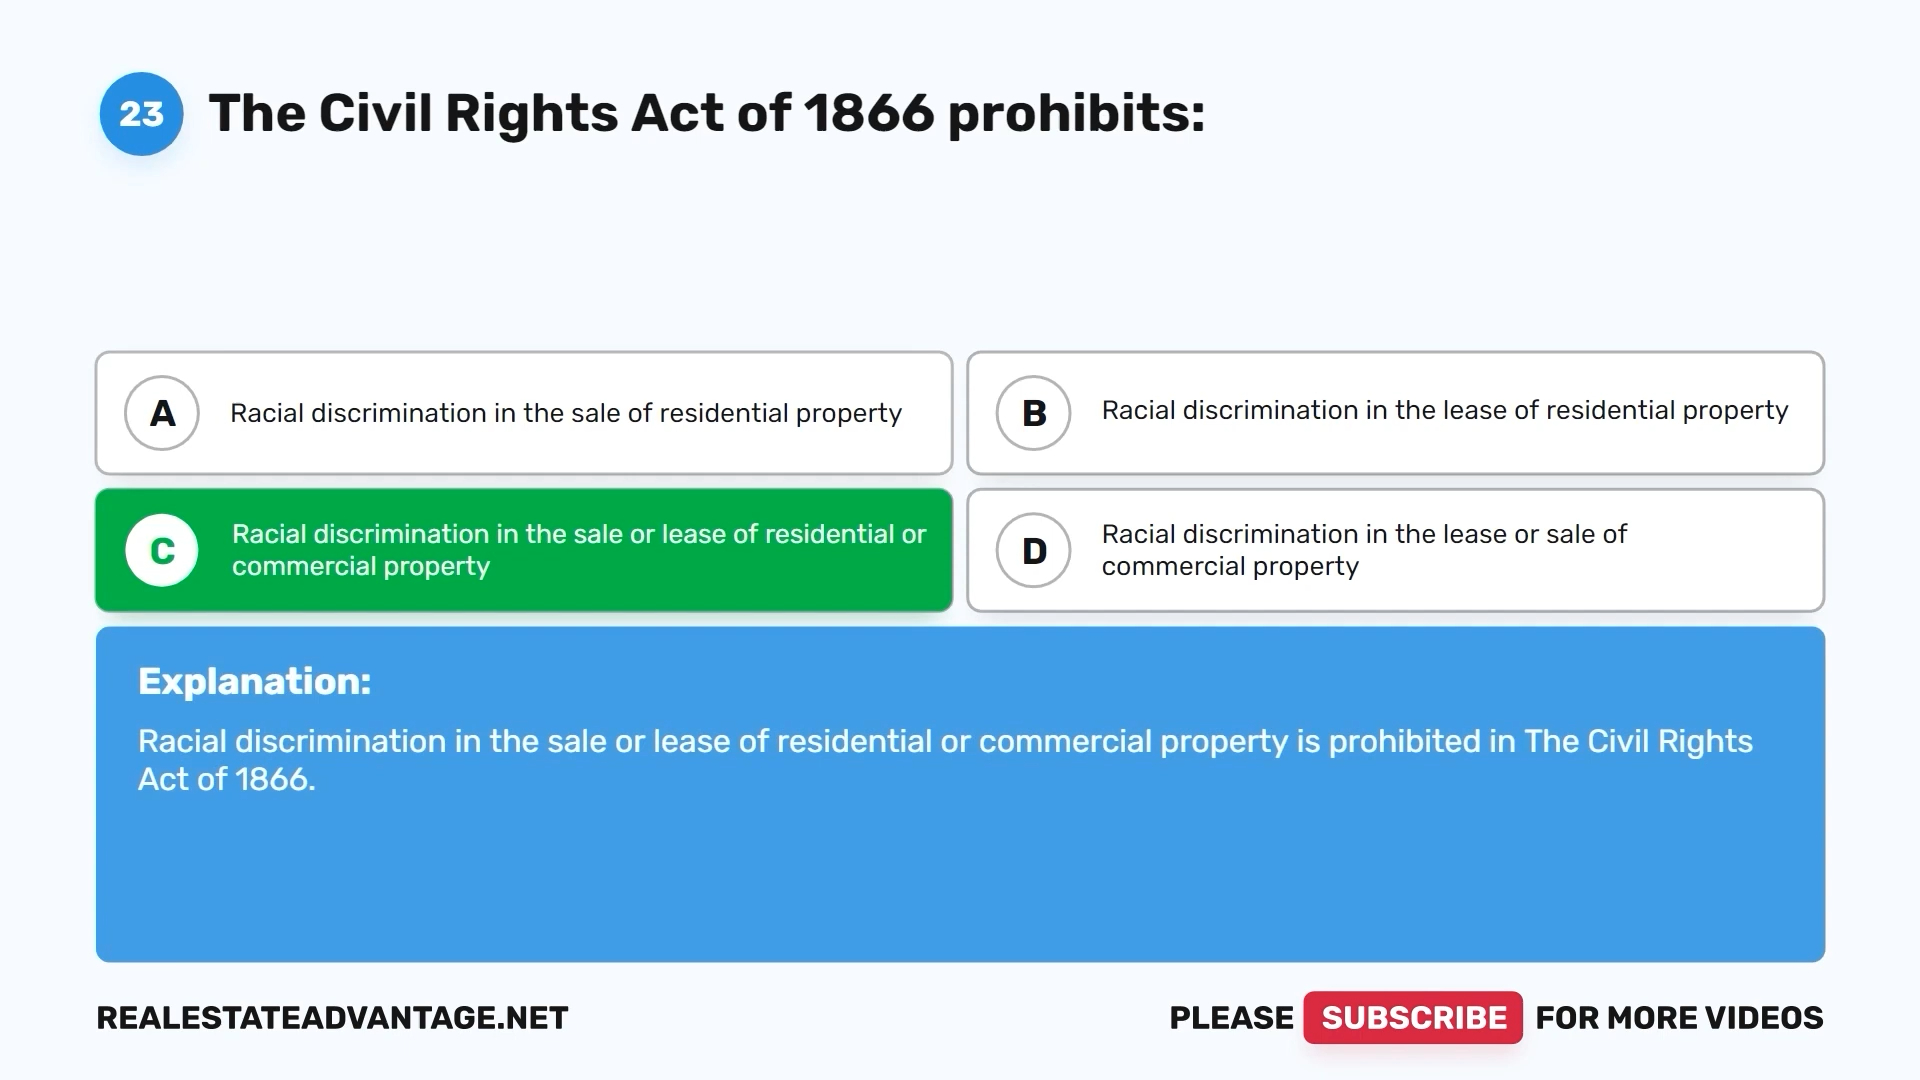 23
The Civil Rights Act of 1866 prohibits:
A
Racial discrimination in the sale of residential property
B
Racial discrimination in the lease of residential property
C
Racial discrimination in the sale or lease of residential or
commercial property
D
Racial discrimination in the lease or sale of
commercial property
Explanation:
Racial discrimination in the sale or lease of residential or commercial property is prohibited in The Civil Rights
Act of 1866.
REALESTATEADVANTAGE.NET
PLEASE SUBSCRIBE FOR MORE VIDEOS